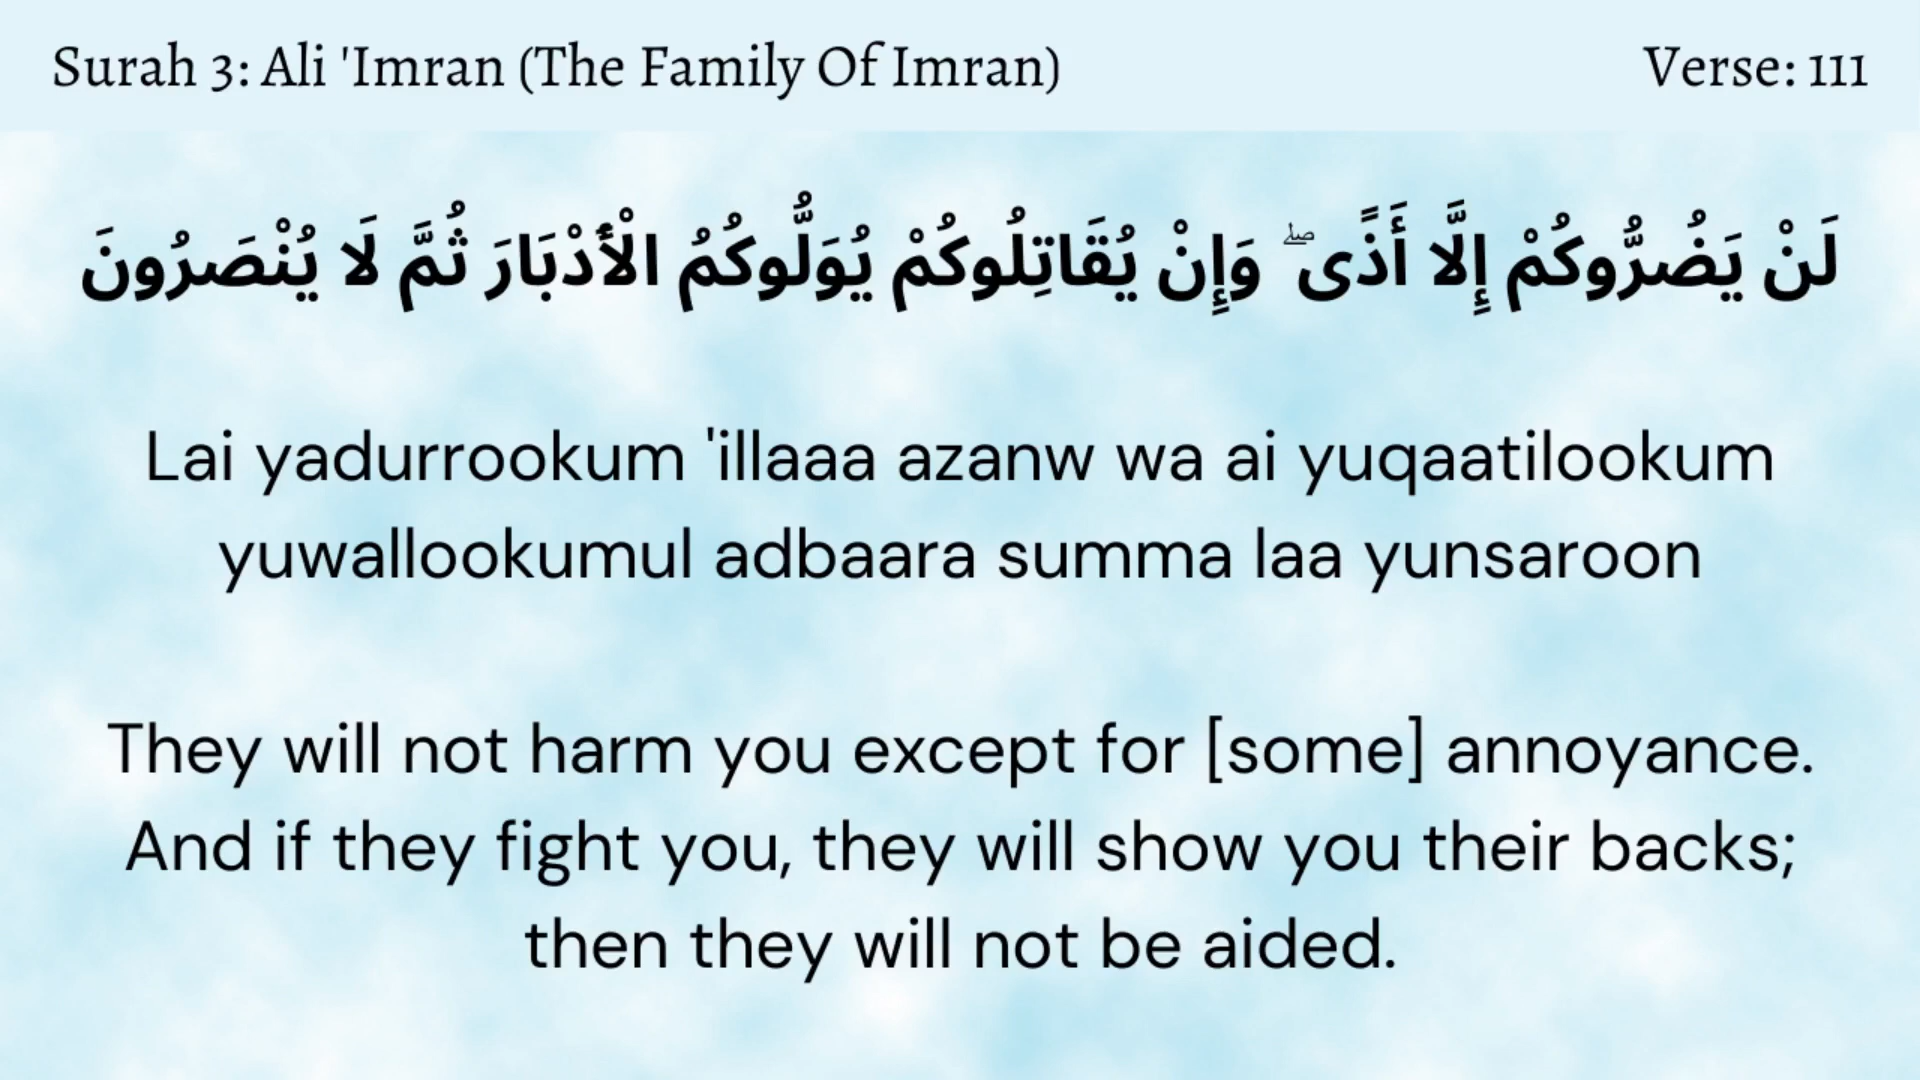 Surah 3: Ali 'Imran (The Family Of Imran)
Verse: 111
لَنْ يَضُرُّوكُمْ إِلَّا أَذًى ۖ وَإِنْ يُقَاتِلُوكُمْ يُوَلُّوكُمُ الْأَدْبَارَ ثُمَّ لَا يُنْصَرُونَ
Lai yadurrookum 'illaaa azanw wa ai yuqaatilookum
yuwallookumul adbaara summa laa yunsaroon
They will not harm you except for [some] annoyance.
And if they fight you, they will show you their backs;
then they will not be aided.